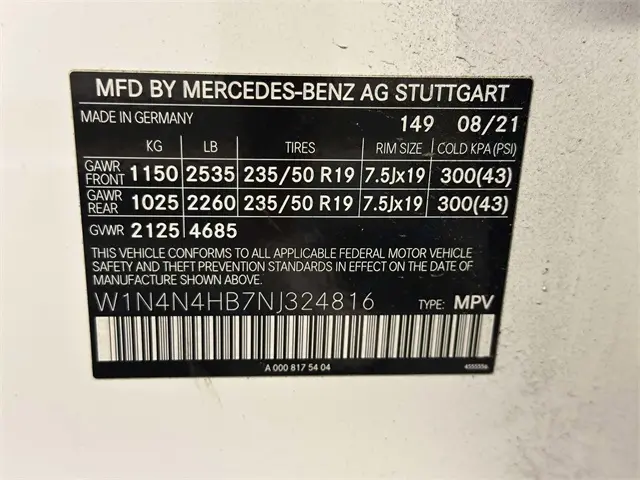 MFD BY MERCEDES-BENZ AG STUTTGART
MADE IN GERMANY 149 08/21
KG LB TIRES RIM SIZE COLD KPA (PSI)
GAWR FRONT 1150 2535 235/50 R19 7.5Jx19 300(43)
GAWR REAR 1025 2260 235/50 R19 7.5Jx19 300(43)
GVWR 2125 4685
THIS VEHICLE CONFORMS TO ALL APPLICABLE FEDERAL MOTOR VEHICLE
SAFETY AND THEFT PREVENTION STANDARDS IN EFFECT ON THE DATE OF
MANUFACTURE SHOWN ABOVE.
W1N4N4HB7NJ324816 TYPE: MPV
A 000 817 54 04